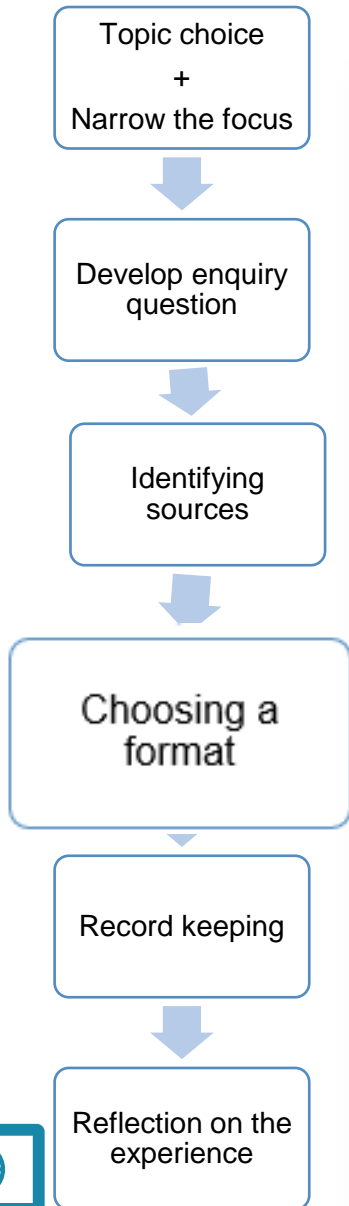 Topic choice
+
Narrow the focus
Develop enquiry
question
Identifying
sources
Choosing a
format
Record keeping
Reflection on the
experience